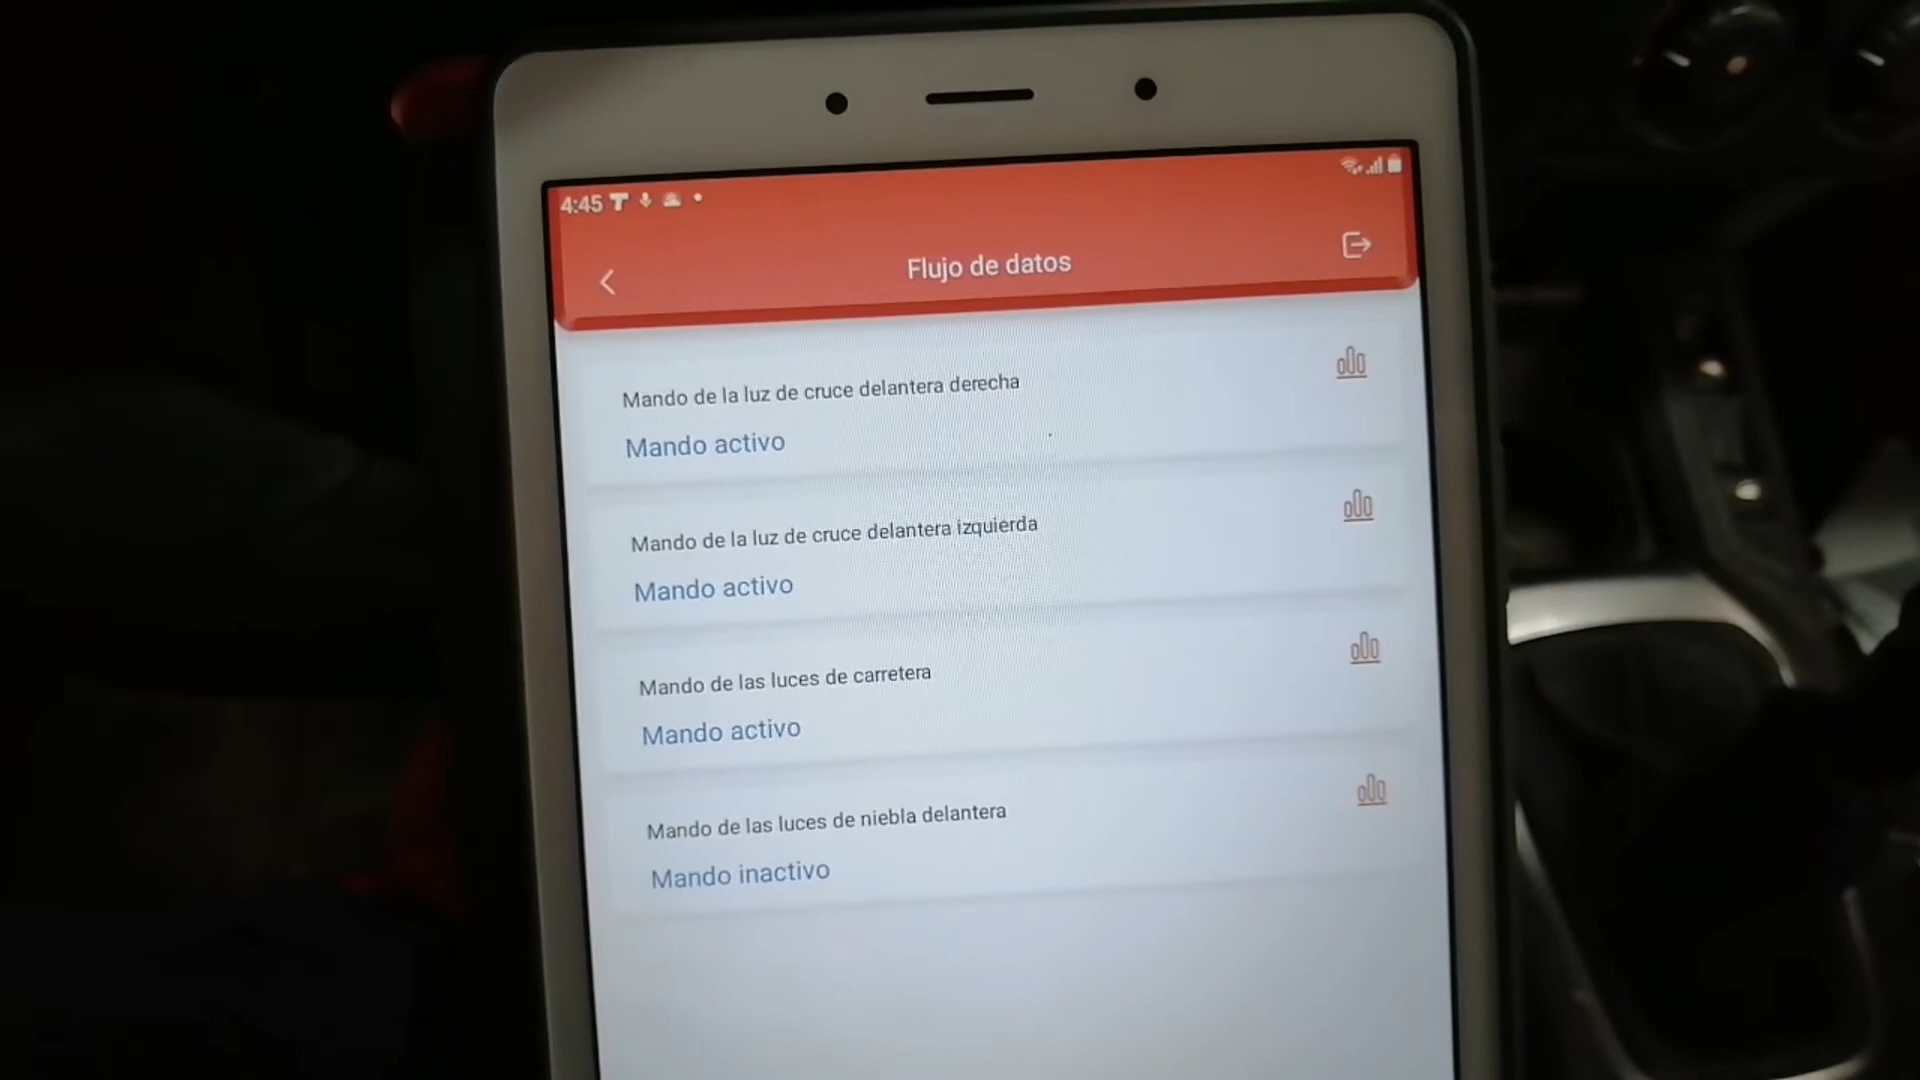 4:45
Flujo de datos
Mando de la luz de cruce delantera derecha
Mando activo
Mando de la luz de cruce delantera izquierda
Mando activo
Mando de las luces de carretera
Mando activo
Mando de las luces de niebla delantera
Mando inactivo